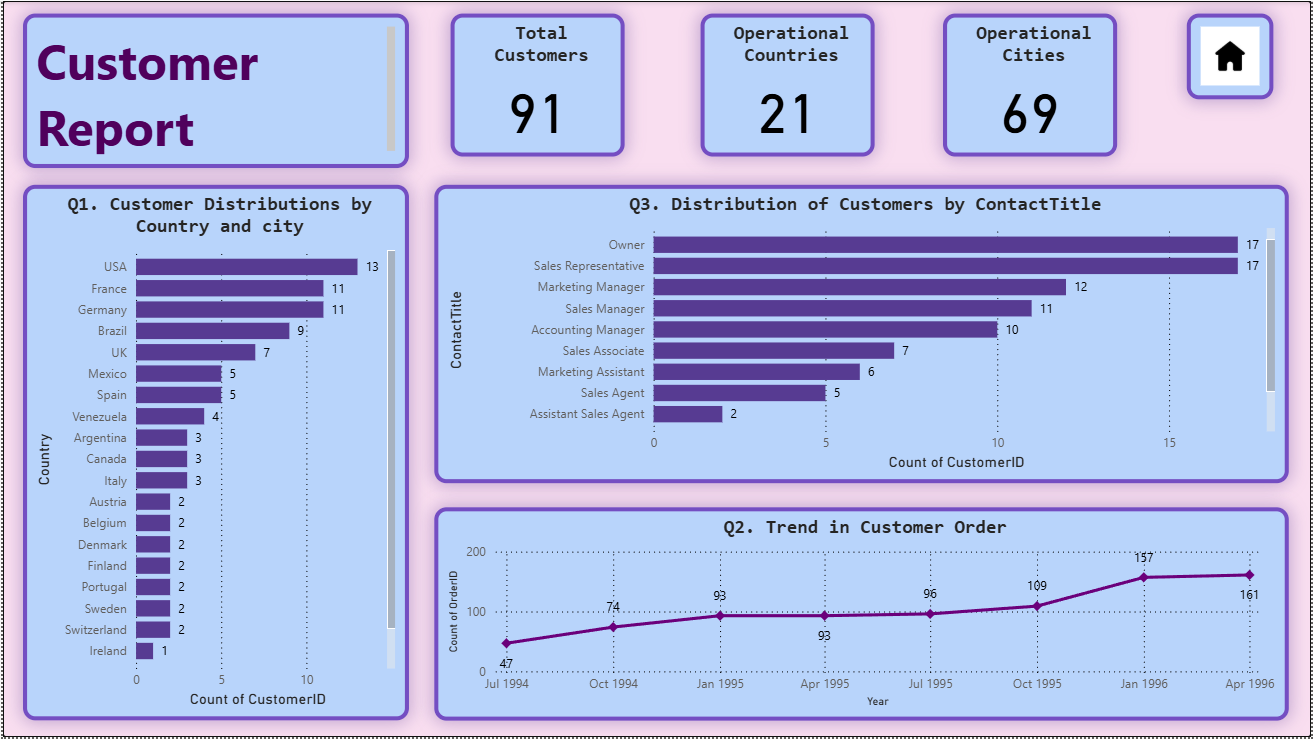 Customer
Report
Total
Customers
91
Operational
Countries
21
Operational
Cities
69
Q1. Customer Distributions by
Country and city
Country
USA 13
France 11
Germany 11
Brazil 9
UK 7
Mexico 5
Spain 5
Venezuela 4
Argentina 3
Canada 3
Italy 3
Austria 2
Belgium 2
Denmark 2
Finland 2
Portugal 2
Sweden 2
Switzerland 2
Ireland 1
0 5 10
Count of CustomerID
Q3. Distribution of Customers by ContactTitle
ContactTitle
Owner 17
Sales Representative 17
Marketing Manager 12
Sales Manager 11
Accounting Manager 10
Sales Associate 7
Marketing Assistant 6
Sales Agent 5
Assistant Sales Agent 2
0 5 10 15
Count of CustomerID
Q2. Trend in Customer Order
Count of OrderID
200
100
0
47 74 93 93 96 109 157 161
Jul 1994 Oct 1994 Jan 1995 Apr 1995 Jul 1995 Oct 1995 Jan 1996 Apr 1996
Year